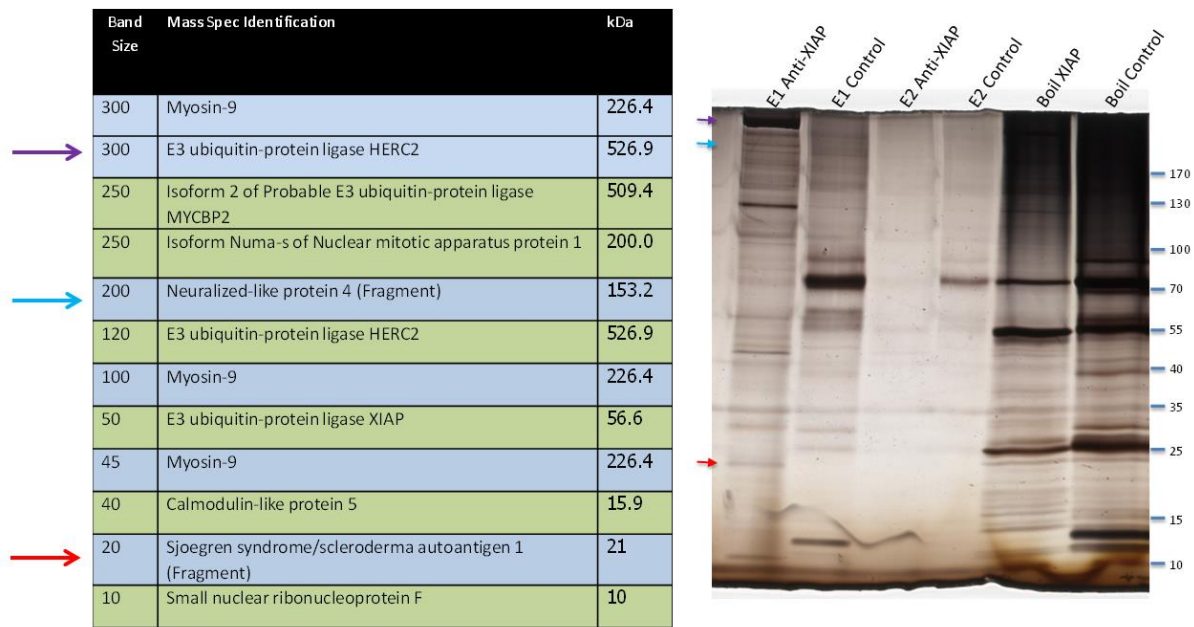 Band Size Mass Spec Identification kDa
300 Myosin-9 226.4
300 E3 ubiquitin-protein ligase HERC2 526.9
250 Isoform 2 of Probable E3 ubiquitin-protein ligase MYCBP2 509.4
250 Isoform Numa-s of Nuclear mitotic apparatus protein 1 200.0
200 Neuralized-like protein 4 (Fragment) 153.2
120 E3 ubiquitin-protein ligase HERC2 526.9
100 Myosin-9 226.4
50 E3 ubiquitin-protein ligase XIAP 56.6
45 Myosin-9 226.4
40 Calmodulin-like protein 5 15.9
20 Sjoegren syndrome/scleroderma autoantigen 1 (Fragment) 21
10 Small nuclear ribonucleoprotein F 10
E1 Anti-XIAP
E1 Control
E2 Anti-XIAP
E2 Control
Boil XIAP
Boil Control
170
130
100
70
55
40
35
25
15
10